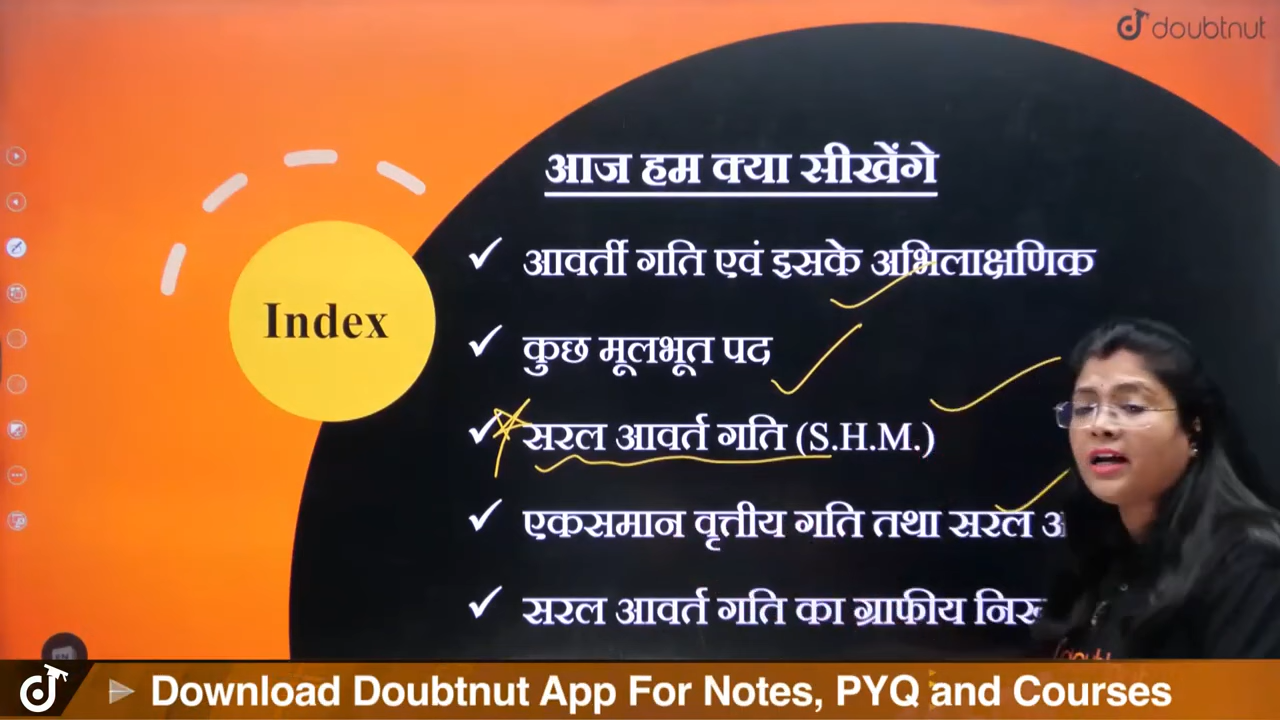 doubtnut
आज हम क्या सीखेंगे
आवर्ती गति एवं इसके अभिलाक्षणिक
Index
कुछ मूलभूत पद
सरल आवर्त गति (S.H.M.)
एकसमान वृत्तीय गति तथा सरल
सरल आवर्त गति का ग्राफीय
Download Doubtnut App For Notes, PYQ and Courses